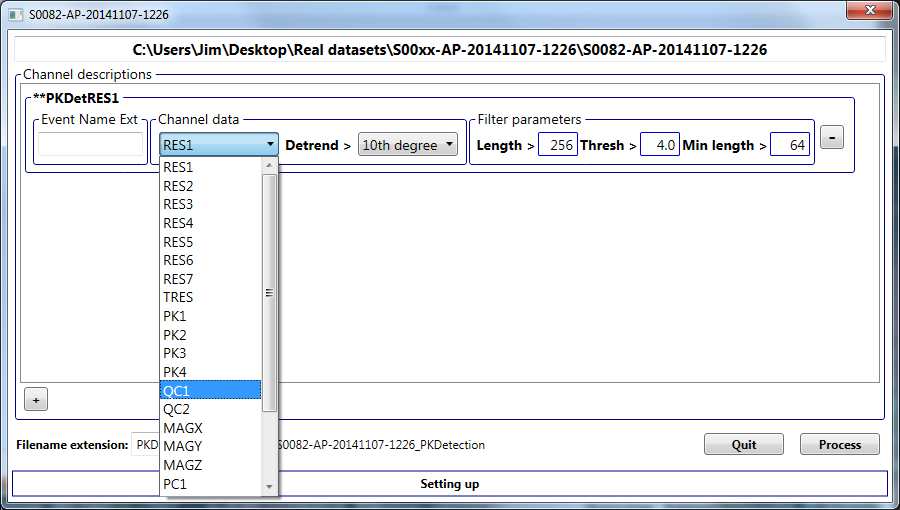 S0082-AP-20141107-1226
C:\Users\Jim\Desktop\Real datasets\S00xx-AP-20141107-1226\S0082-AP-20141107-1226
Channel descriptions
**PKDetRES1
Event Name Ext
Channel data
Filter parameters
RES1
Detrend >
10th degree
Length > 256
Thresh > 4.0
Min length > 64
-
RES1
RES2
RES3
RES4
RES5
RES6
RES7
TRES
PK1
PK2
PK3
PK4
QC1
QC2
MAGX
MAGY
MAGZ
PC1
+
Filename extension: PKD
S0082-AP-20141107-1226_PKDetection
Quit
Process
Setting up